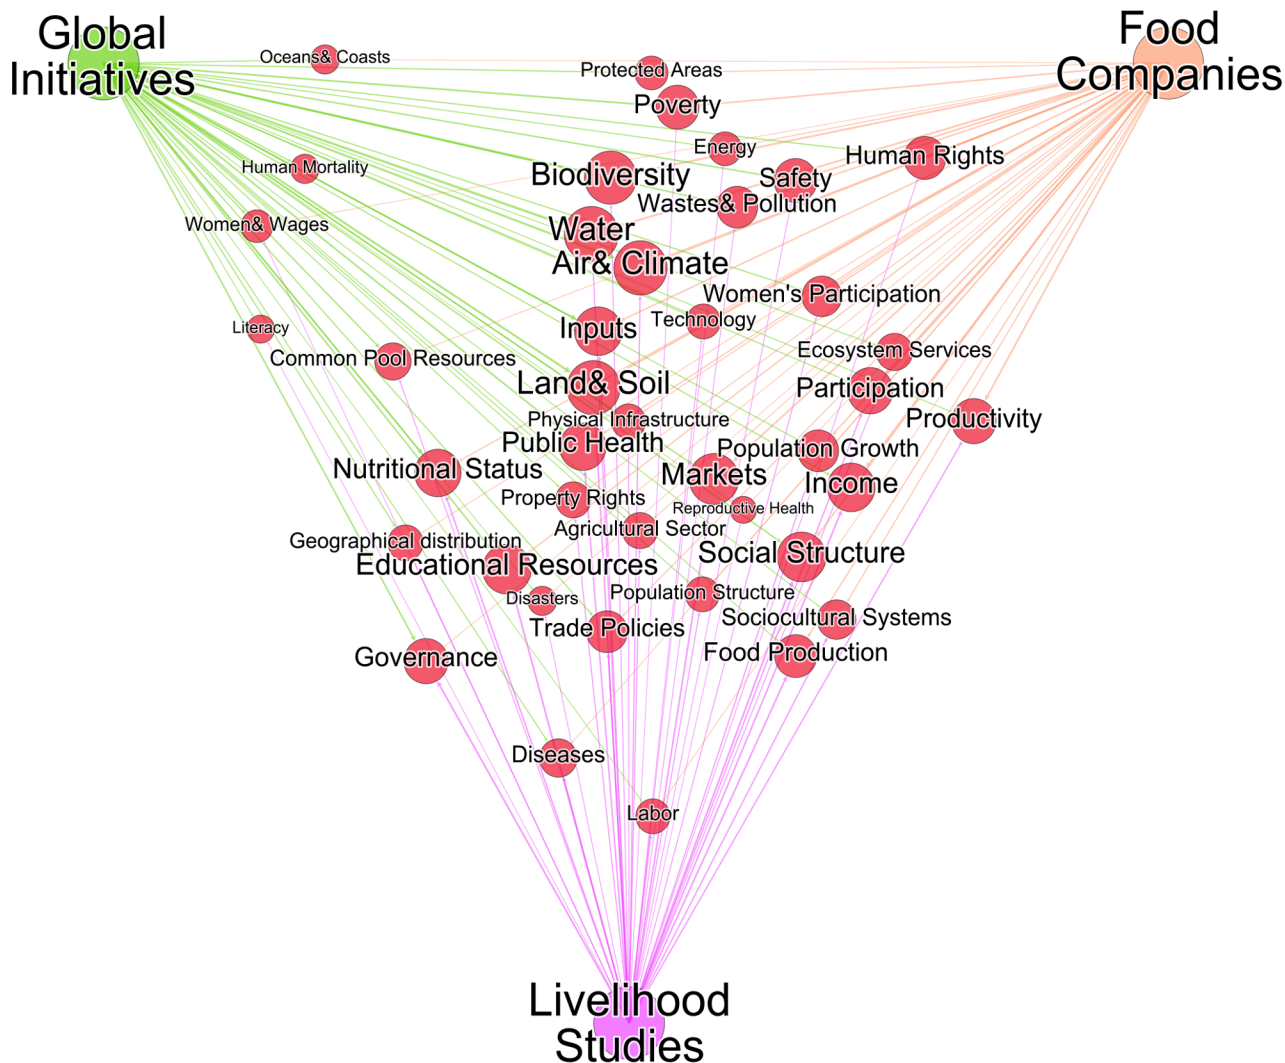 Global
Initiatives
Food
Companies
Oceans& Coasts
Protected Areas
Poverty
Energy
Human Rights
Human Mortality
Biodiversity
Safety
Wastes& Pollution
Women& Wages
Water
Air& Climate
Women's Participation
Technology
Literacy
Inputs
Common Pool Resources
Ecosystem Services
Land& Soil
Participation
Physical Infrastructure
Productivity
Public Health
Population Growth
Nutritional Status
Markets
Income
Property Rights
Reproductive Health
Agricultural Sector
Geographical distribution
Social Structure
Educational Resources
Disasters
Population Structure
Sociocultural Systems
Trade Policies
Food Production
Governance
Diseases
Labor
Livelihood
Studies